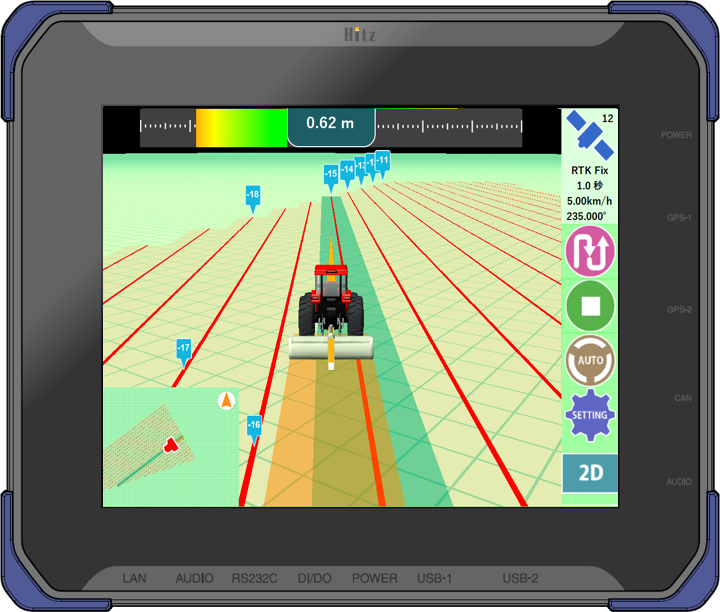 Hitz
0.62 m
12
RTK Fix
1.0 秒
5.00km/h
235.000°
-18
-15
-14
-11
-17
-16
AUTO
SETTING
2D
POWER
GPS-1
GPS-2
CAN
AUDIO
LAN AUDIO RS232C DI/DO POWER USB-1 USB-2